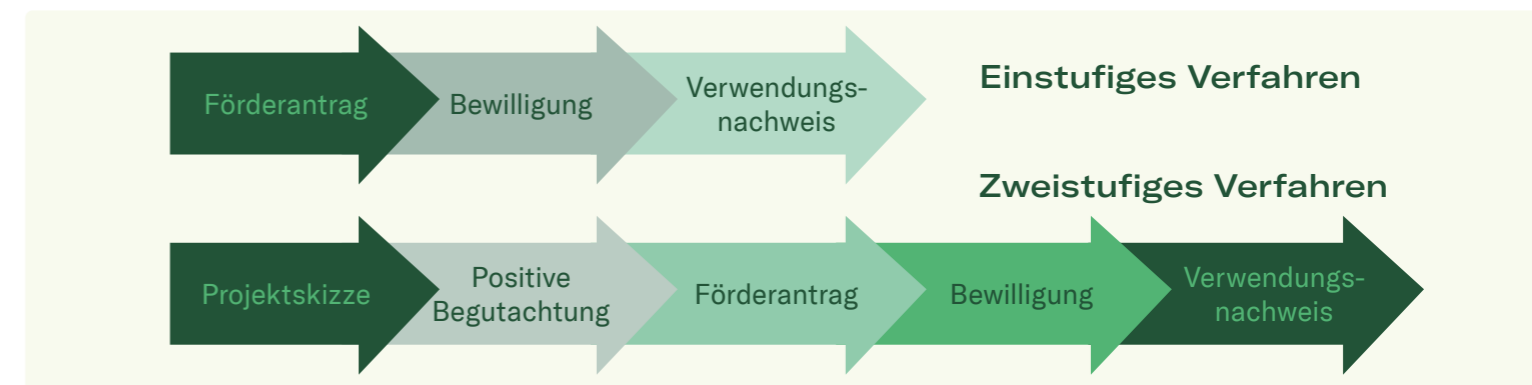 Einstufiges Verfahren
Förderantrag
Bewilligung
Verwendungs-
nachweis
Zweistufiges Verfahren
Projektskizze
Positive
Begutachtung
Förderantrag
Bewilligung
Verwendungs-
nachweis